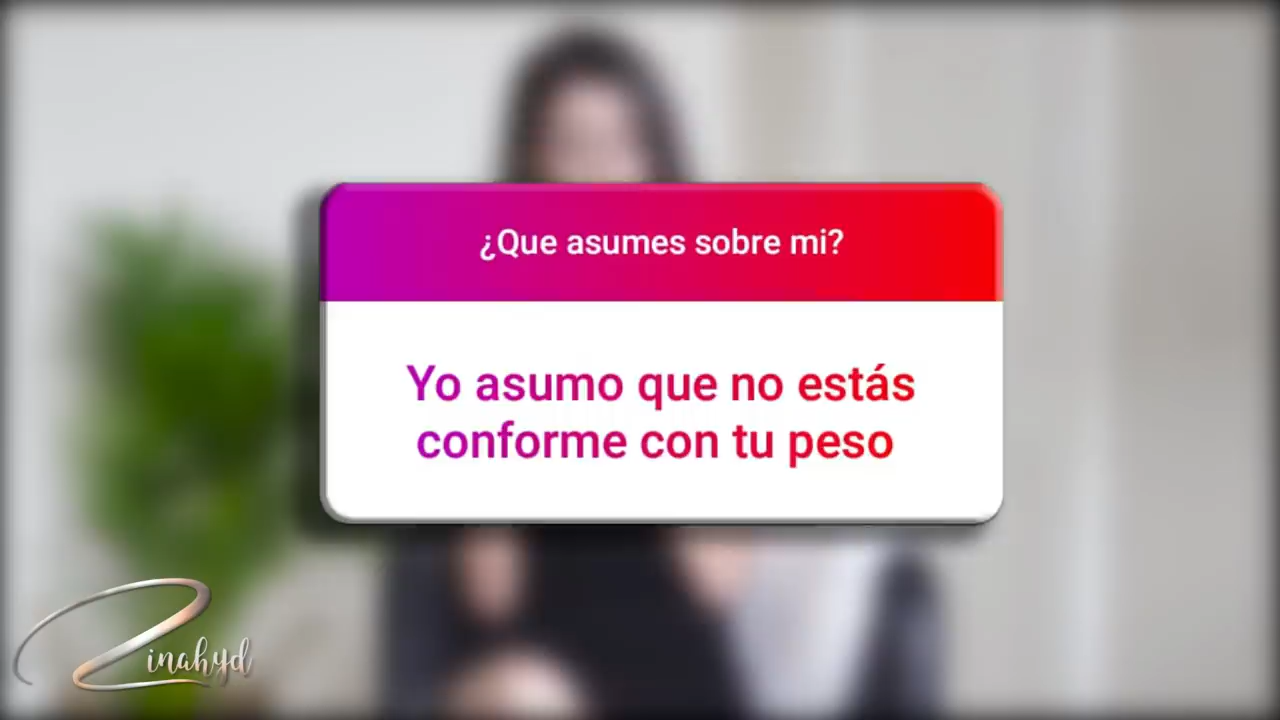 ¿Que asumes sobre mi?
Yo asumo que no estás
conforme con tu peso
Zinahyd